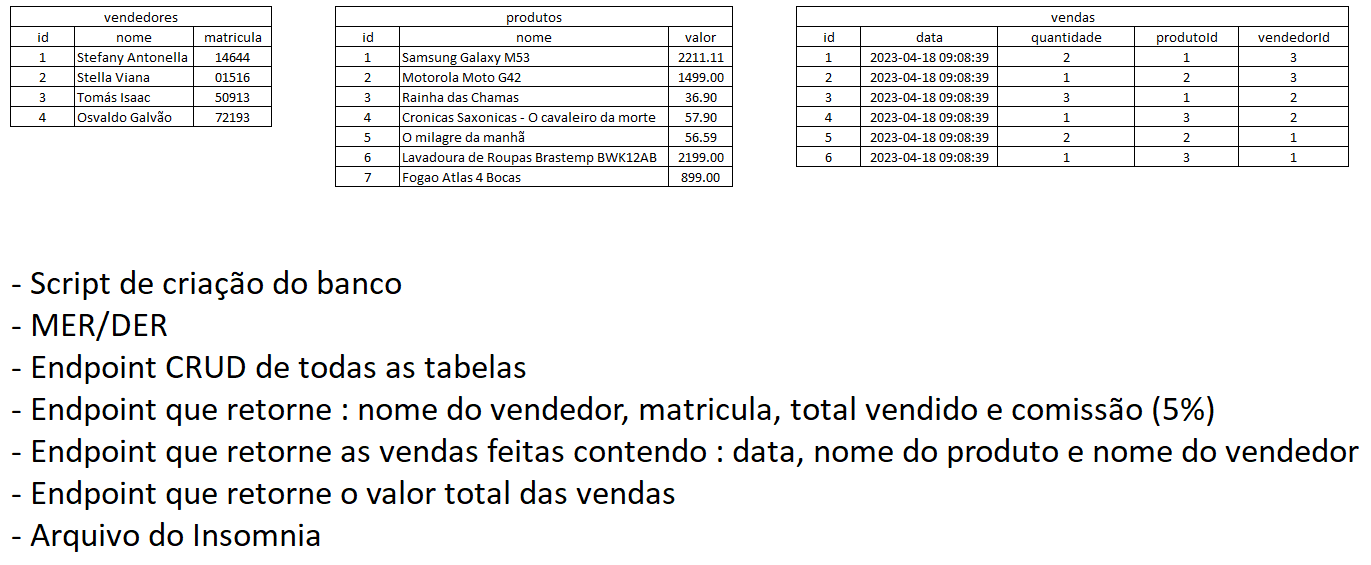 vendedores
id nome matricula
1 Stefany Antonella 14644
2 Stella Viana 01516
3 Tomás Isaac 50913
4 Osvaldo Galvão 72193
produtos
id nome valor
1 Samsung Galaxy M53 2211.11
2 Motorola Moto G42 1499.00
3 Rainha das Chamas 36.90
4 Cronicas Saxonicas - O cavaleiro da morte 57.90
5 O milagre da manhã 56.59
6 Lavadoura de Roupas Brastemp BWK12AB 2199.00
7 Fogao Atlas 4 Bocas 899.00
vendas
id data quantidade produtoId vendedorId
1 2023-04-18 09:08:39 2 1 3
2 2023-04-18 09:08:39 1 2 3
3 2023-04-18 09:08:39 3 1 2
4 2023-04-18 09:08:39 1 3 2
5 2023-04-18 09:08:39 2 2 1
6 2023-04-18 09:08:39 1 3 1
- Script de criação do banco
- MER/DER
- Endpoint CRUD de todas as tabelas
- Endpoint que retorne : nome do vendedor, matricula, total vendido e comissão (5%)
- Endpoint que retorne as vendas feitas contendo : data, nome do produto e nome do vendedor
- Endpoint que retorne o valor total das vendas
- Arquivo do Insomnia